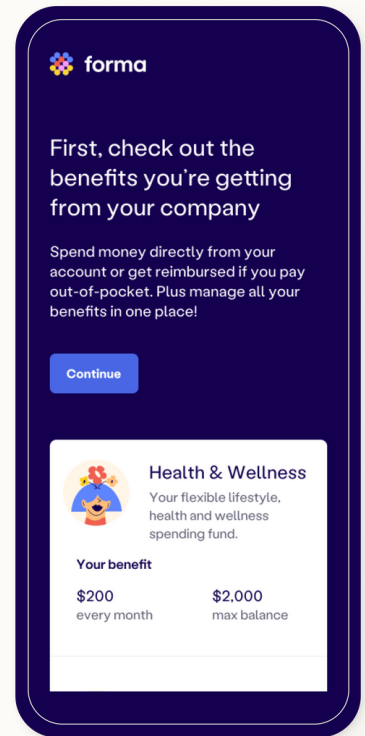 forma
First, check out the
benefits you’re getting
from your company
Spend money directly from your
account or get reimbursed if you pay
out-of-pocket. Plus manage all your
benefits in one place!
Continue
Health & Wellness
Your flexible lifestyle,
health and wellness
spending fund.
Your benefit
$200
every month
$2,000
max balance